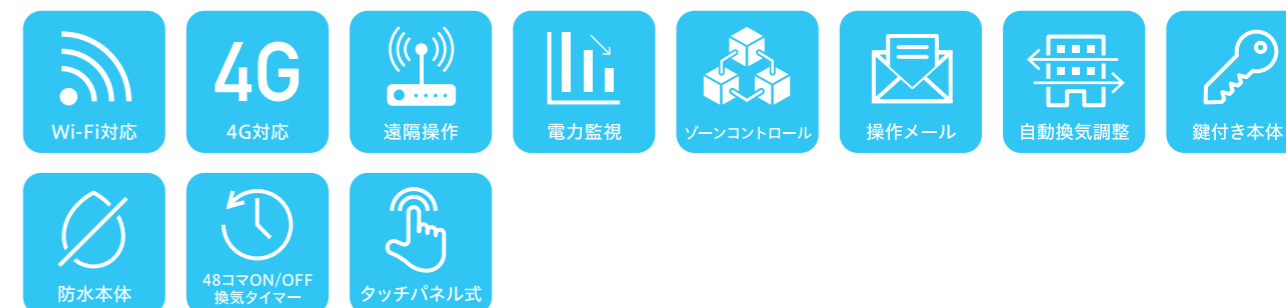 Wi-Fi対応
4G
4G対応
遠隔操作
電力監視
ゾーンコントロール
操作メール
自動換気調整
鍵付き本体
防水本体
48コマON/OFF
換気タイマー
タッチパネル式